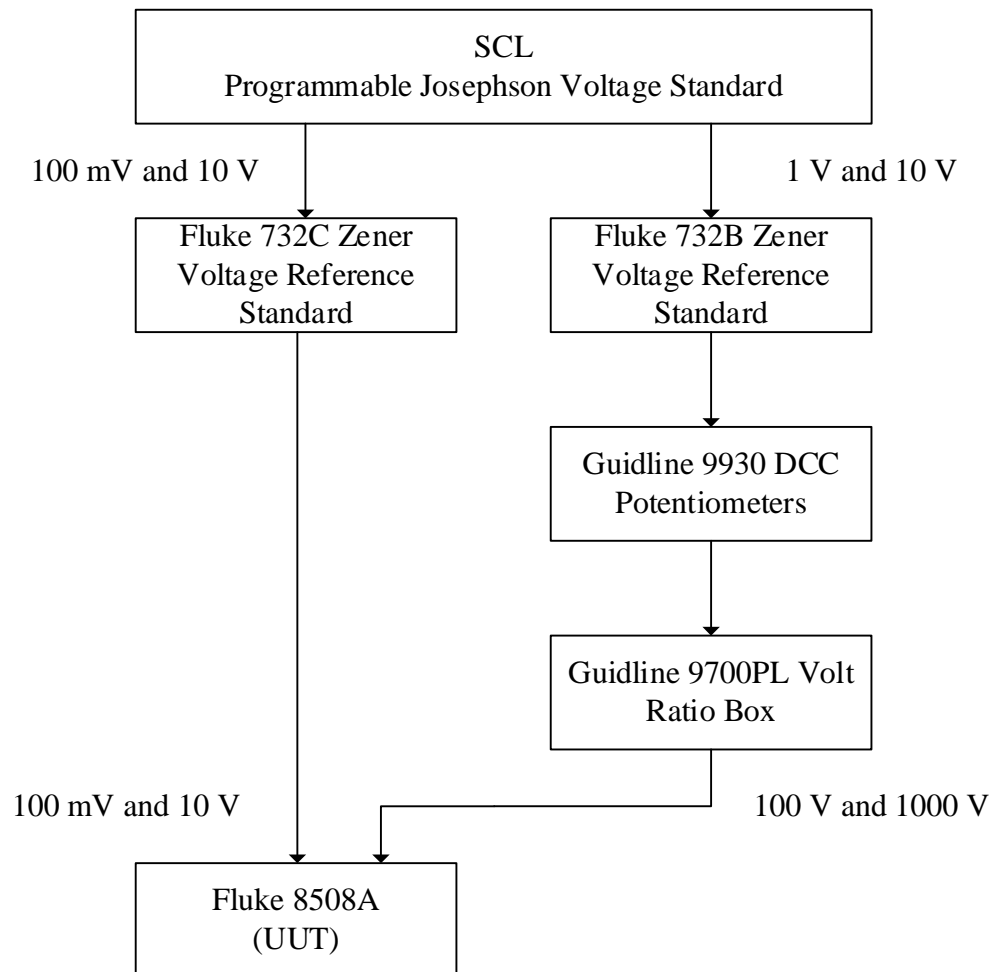 SCL
Programmable Josephson Voltage Standard
100 mV and 10 V
1 V and 10 V
Fluke 732C Zener
Voltage Reference
Standard
Fluke 732B Zener
Voltage Reference
Standard
Guidline 9930 DCC
Potentiometers
Guidline 9700PL Volt
Ratio Box
100 mV and 10 V
100 V and 1000 V
Fluke 8508A
(UUT)